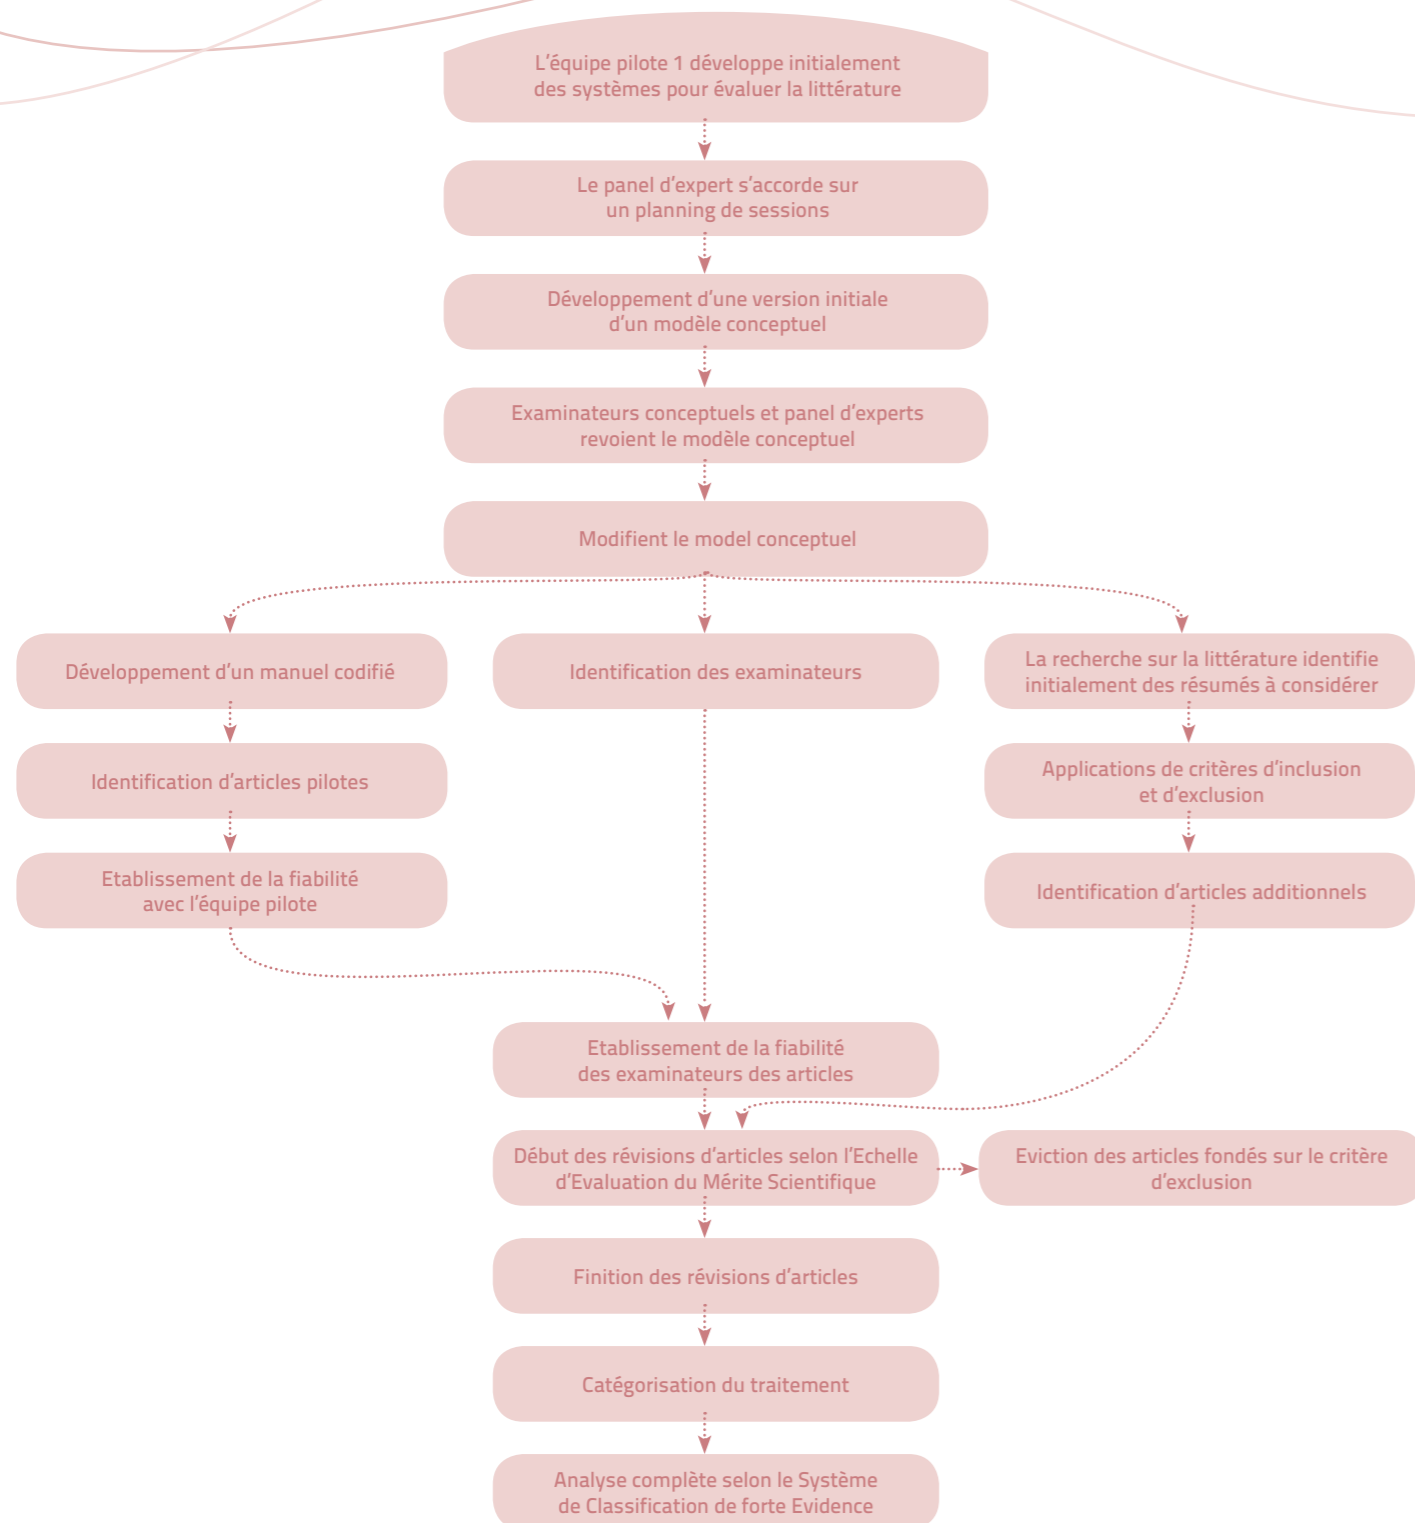 L'équipe pilote 1 développe initialement
des systèmes pour évaluer la littérature
Le panel d'expert s'accorde sur
un planning de sessions
Développement d'une version initiale
d'un modèle conceptuel
Examinateurs conceptuels et panel d'experts
revoient le modèle conceptuel
Modifient le model conceptuel
Développement d'un manuel codifié
Identification d'articles pilotes
Etablissement de la fiabilité
avec l'équipe pilote
Identification des examinateurs
La recherche sur la littérature identifie
initialement des résumés à considérer
Applications de critères d'inclusion
et d'exclusion
Identification d'articles additionnels
Etablissement de la fiabilité
des examinateurs des articles
Début des révisions d'articles selon l'Echelle
d'Evaluation du Mérite Scientifique
Eviction des articles fondés sur le critère
d'exclusion
Finition des révisions d'articles
Catégorisation du traitement
Analyse complète selon le Système
de Classification de forte Evidence